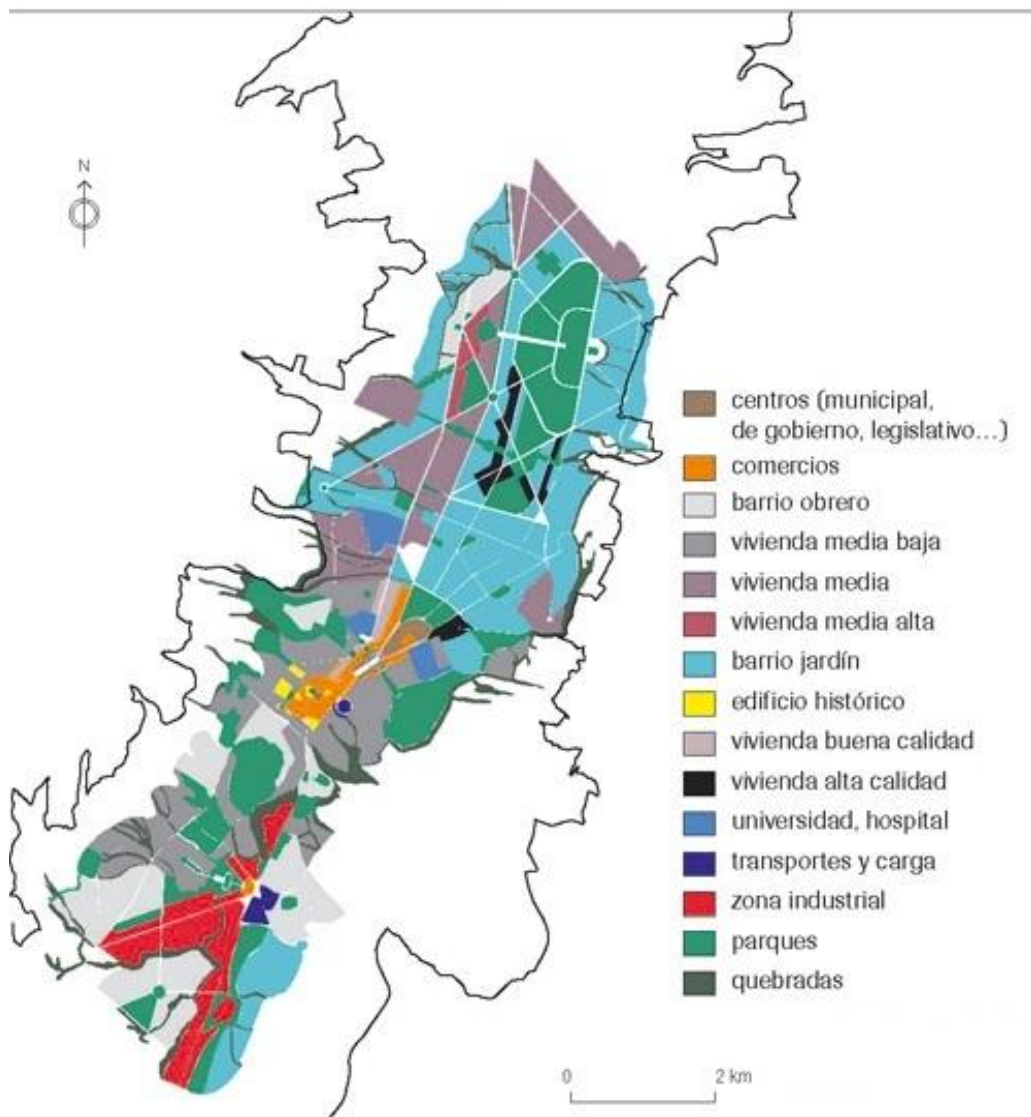 N
centros (municipal,
de gobierno, legislativo...)
comercios
barrio obrero
vivienda media baja
vivienda media
vivienda media alta
barrio jardín
edificio histórico
vivienda buena calidad
vivienda alta calidad
universidad, hospital
transportes y carga
zona industrial
parques
quebradas
0 2 km